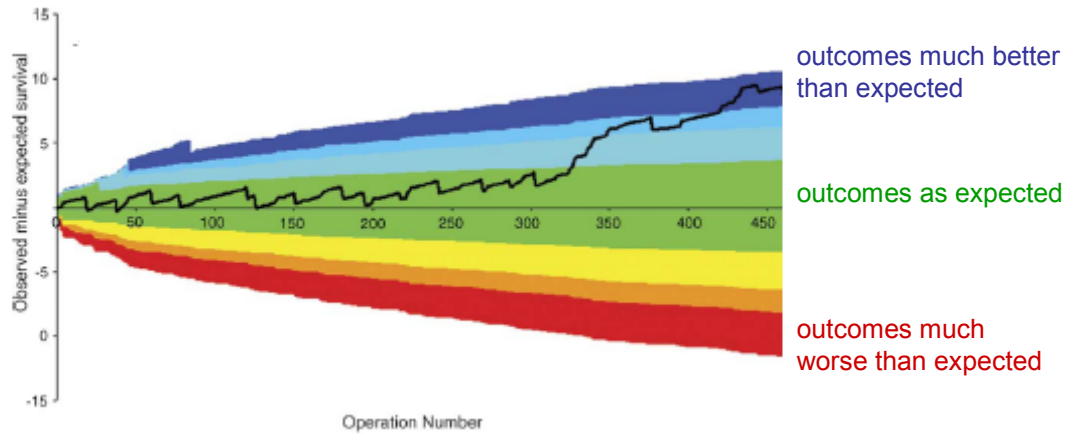 15
10
5
0
-5
0
-15
50
100
150
200
250
300
350
400
450
Observed minus expected survival
Operation Number
outcomes much better
than expected
outcomes as expected
outcomes much
worse than expected